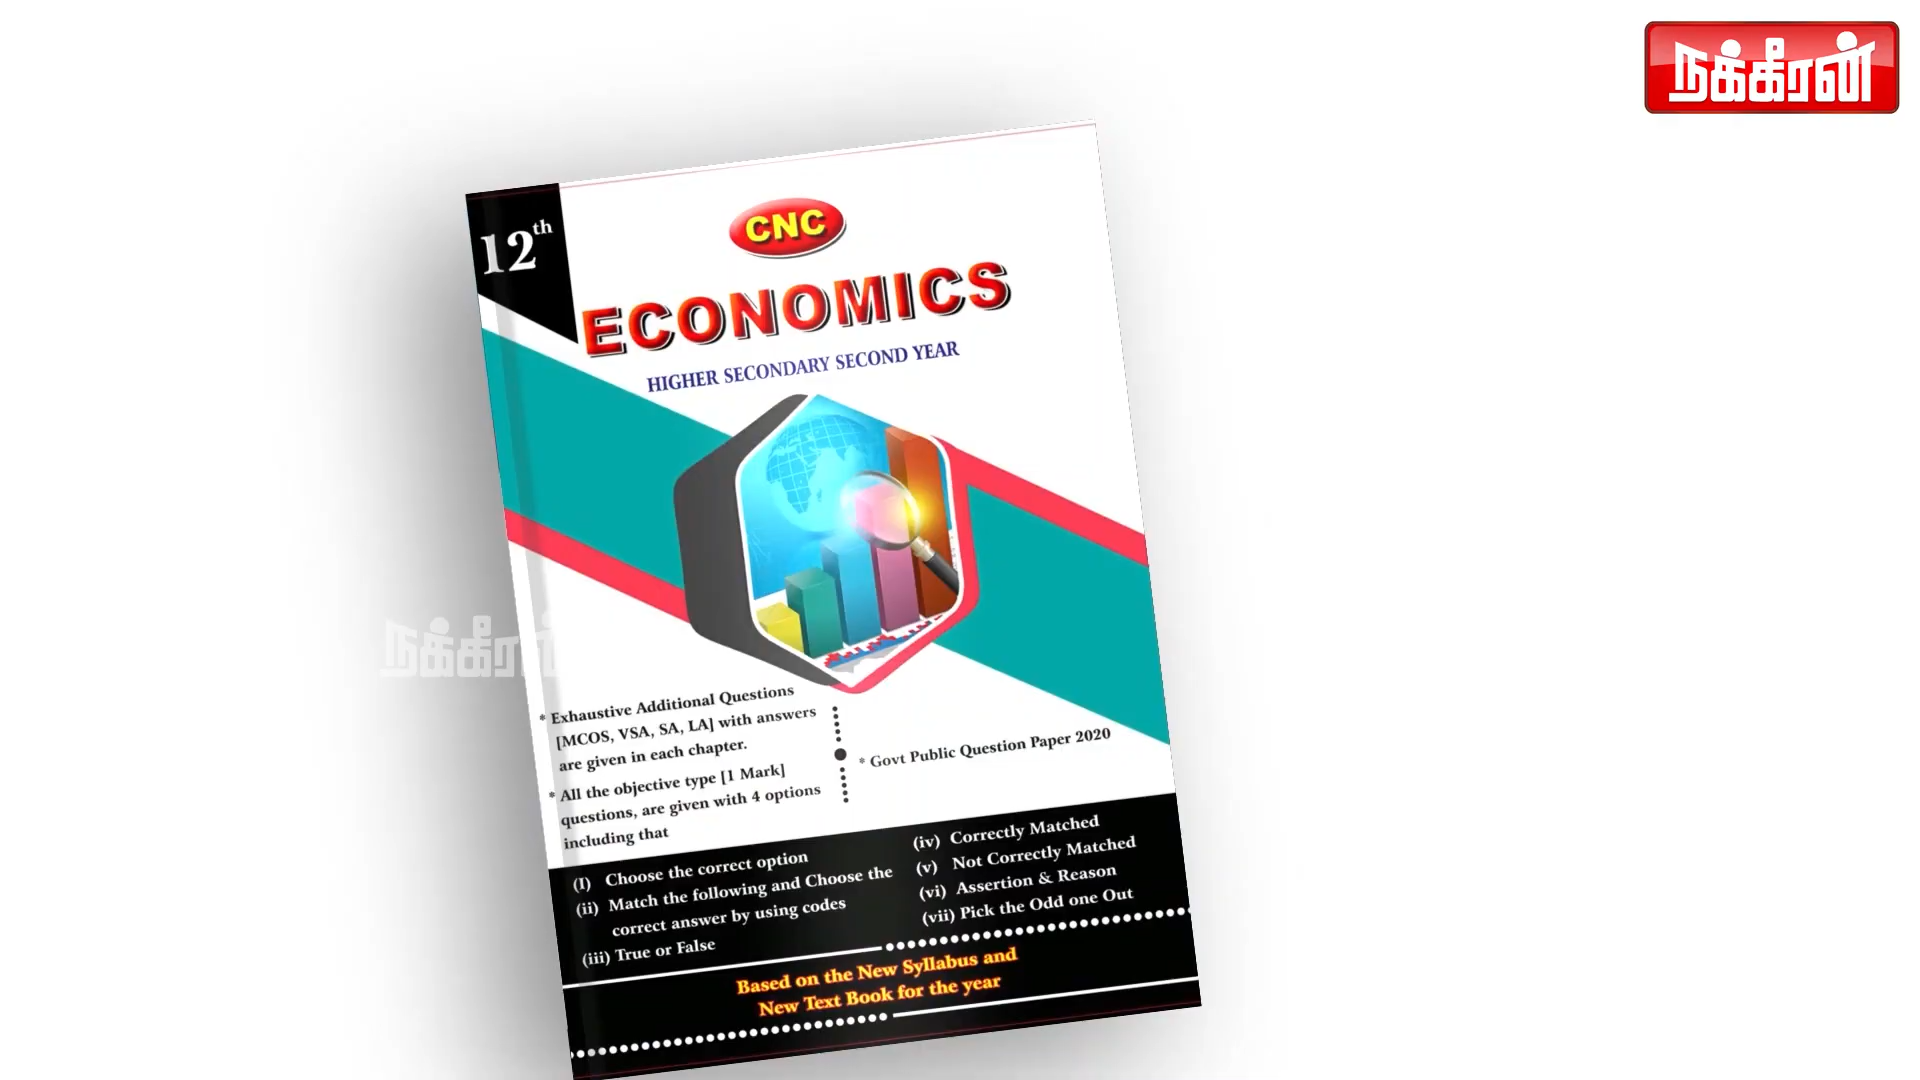 நக்கீரன்
12th
CNC
ECONOMICS
HIGHER SECONDARY SECOND YEAR
நக்கீரன்
* Exhaustive Additional Questions
[MCOS, VSA, SA, LA] with answers
are given in each chapter.
* All the objective type [1 Mark]
questions, are given with 4 options
including that
* Govt Public Question Paper 2020
(I) Choose the correct option
(ii) Match the following and Choose the
correct answer by using codes
(iii) True or False
(iv) Correctly Matched
(v) Not Correctly Matched
(vi) Assertion & Reason
(vii) Pick the Odd one Out
Based on the New Syllabus and
New Text Book for the year